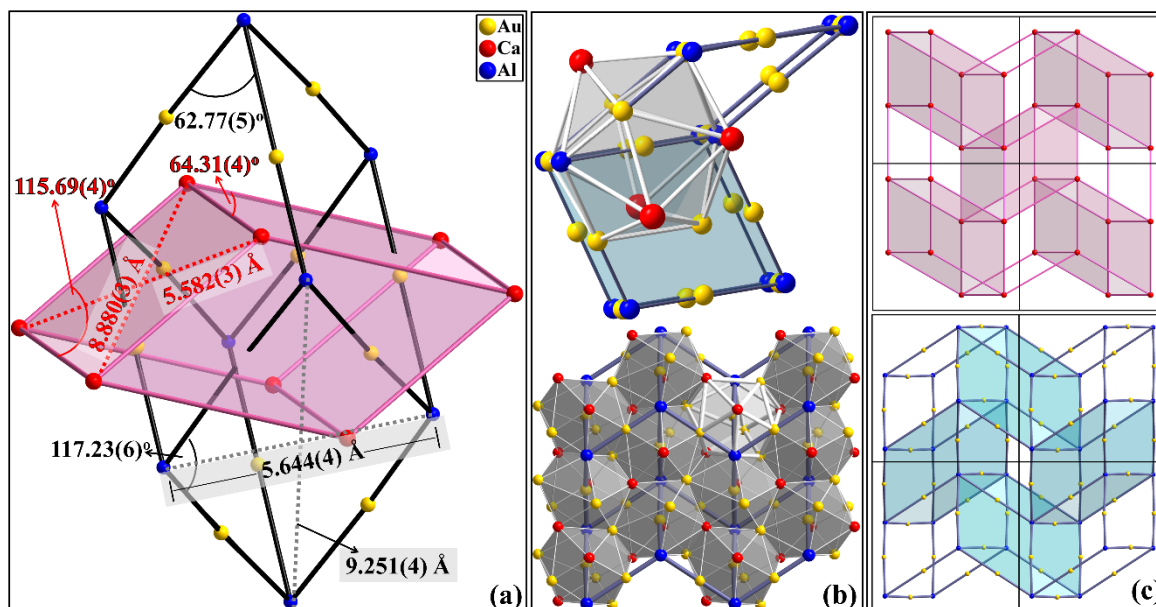 62.77(5)º
64.31(4)º
115.69(4)º
8.880(3) Å
5.582(3) Å
117.23(6)º
5.644(4) Å
9.251(4) Å
(a)
Au
Ca
Al
(b)
(c)